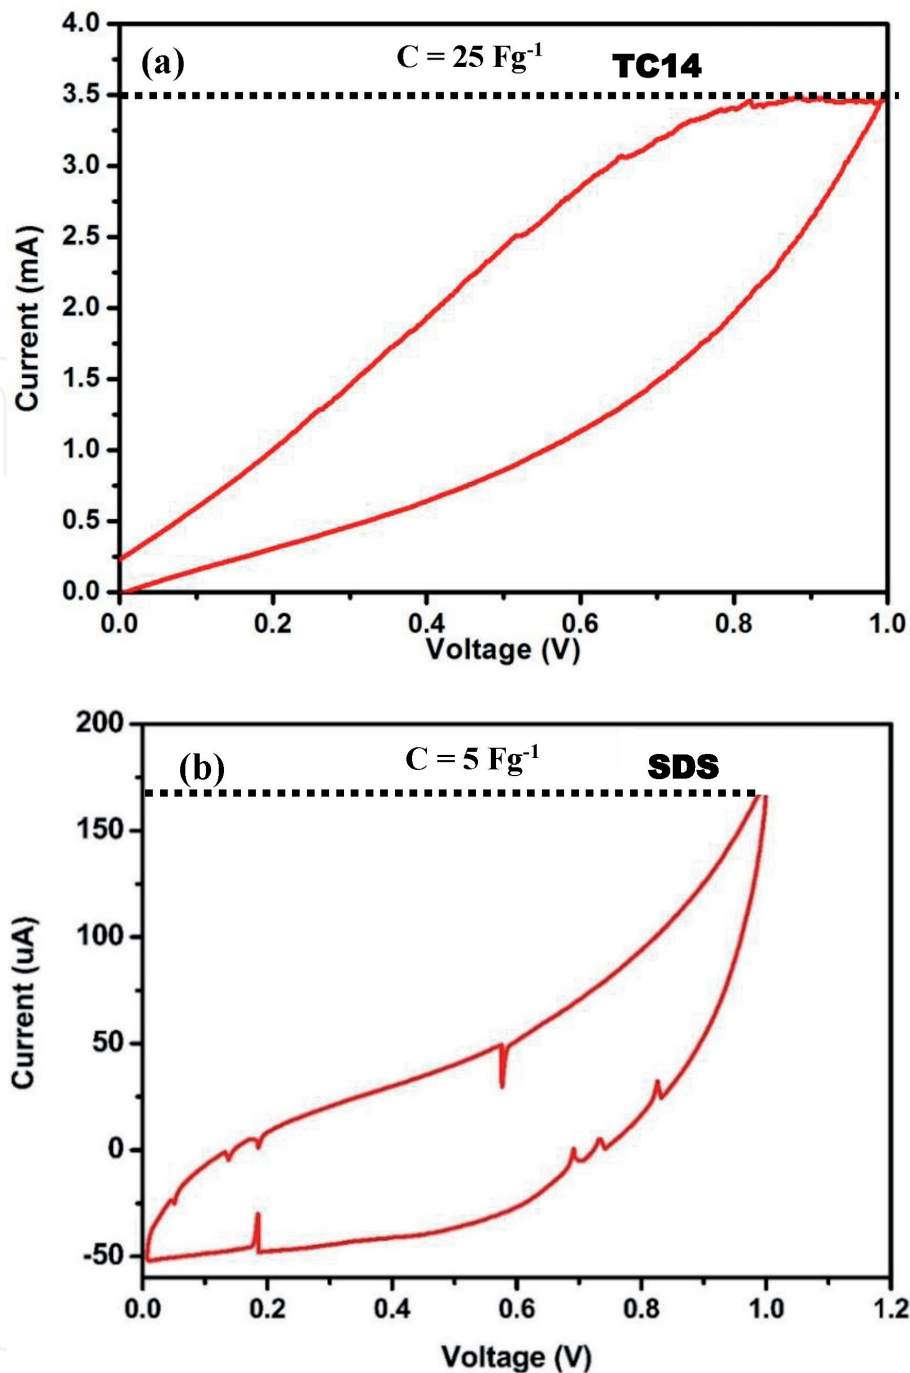 (a)
C = 25 Fg⁻¹
TC14
4.0
3.5
3.0
2.5
2.0
1.5
1.0
0.5
0.0
Current (mA)
0.0 0.2 0.4 0.6 0.8 1.0
Voltage (V)
(b)
C = 5 Fg⁻¹
SDS
200
150
100
50
0
-50
Current (uA)
0.0 0.2 0.4 0.6 0.8 1.0 1.2
Voltage (V)